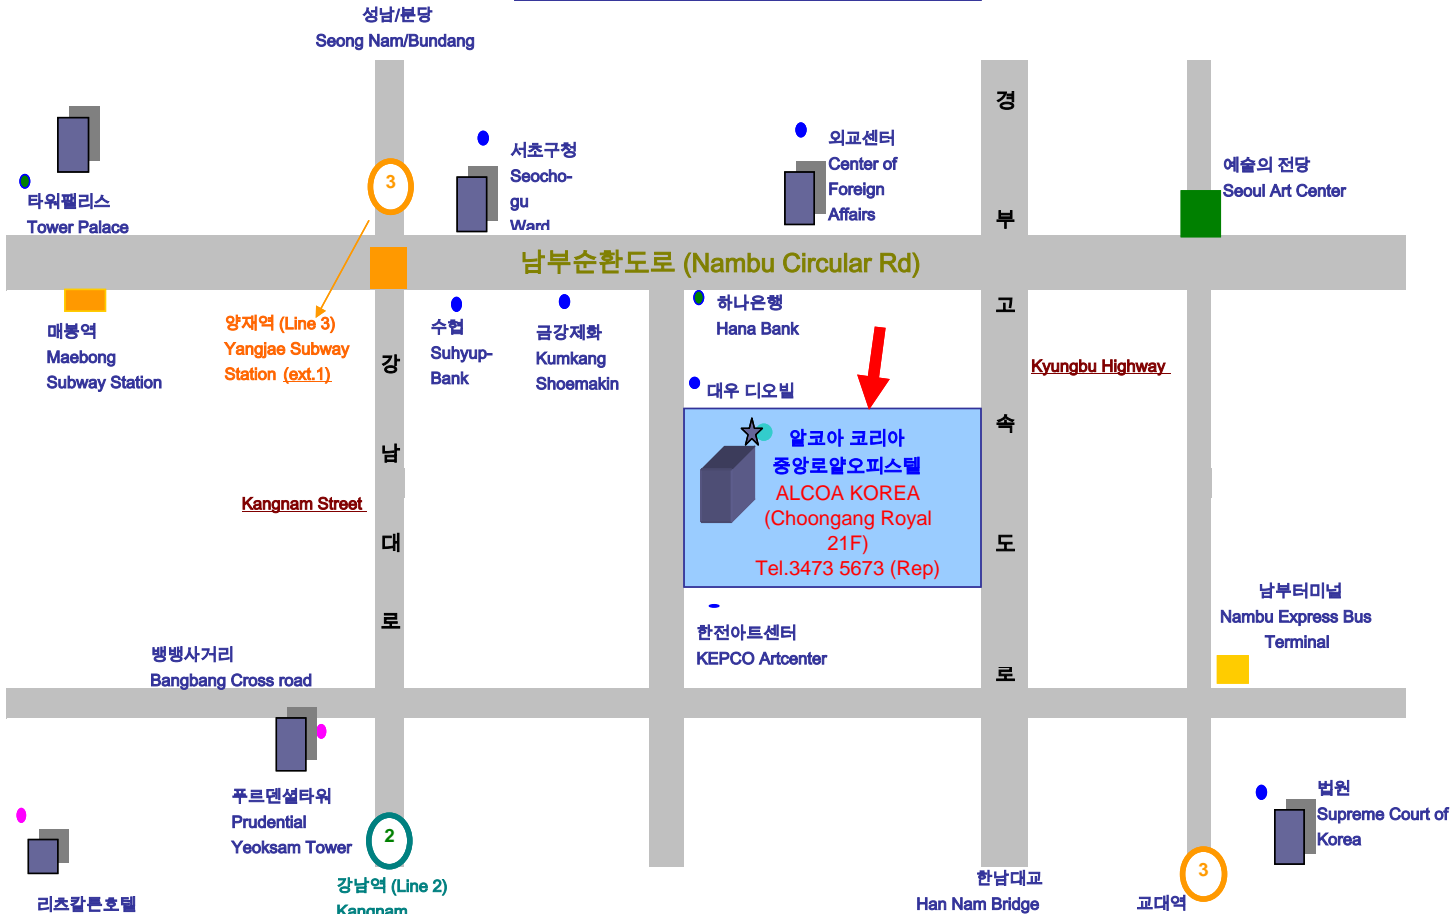 성남/분당
Seong Nam/Bundang
경
부
고
속
도
로
3
타워팰리스
Tower Palace
서초구청
Seocho-
gu
Ward
외교센터
Center of
Foreign
Affairs
예술의 전당
Seoul Art Center
남부순환도로 (Nambu Circular Rd)
매봉역
Maebong
Subway Station
양재역 (Line 3)
Yangjae Subway
Station (ext.1)
강
남
대
로
수협
Suhyup-
Bank
금강제화
Kumkang
Shoemakin
하나은행
Hana Bank
대우 디오빌
Kyungbu Highway
Kangnam Street
알코아 코리아
중앙로얄오피스텔
ALCOA KOREA
(Choongang Royal
21F)
Tel.3473 5673 (Rep)
한전아트센터
KEPCO Artcenter
남부터미널
Nambu Express Bus
Terminal
뱅뱅사거리
Bangbang Cross road
푸르덴셜타워
Prudential
Yeoksam Tower
2
강남역 (Line 2)
Kangnam
리츠칼튼호텔
한남대교
Han Nam Bridge
3
교대역
법원
Supreme Court of
Korea